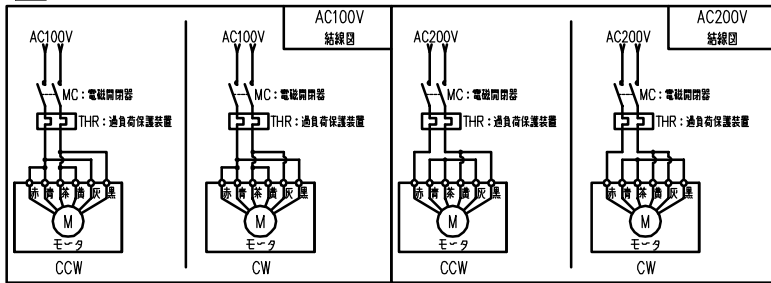 AC100V
結線図
AC100V
MC：電磁開閉器
THR：過負荷保護装置
赤 青 茶 黄 灰 黒
M
モータ
CCW
AC100V
MC：電磁開閉器
THR：過負荷保護装置
赤 青 茶 黄 灰 黒
M
モータ
CW
AC200V
結線図
AC200V
MC：電磁開閉器
THR：過負荷保護装置
赤 青 茶 黄 灰 黒
M
モータ
CCW
AC200V
MC：電磁開閉器
THR：過負荷保護装置
赤 青 茶 黄 灰 黒
M
モータ
CW